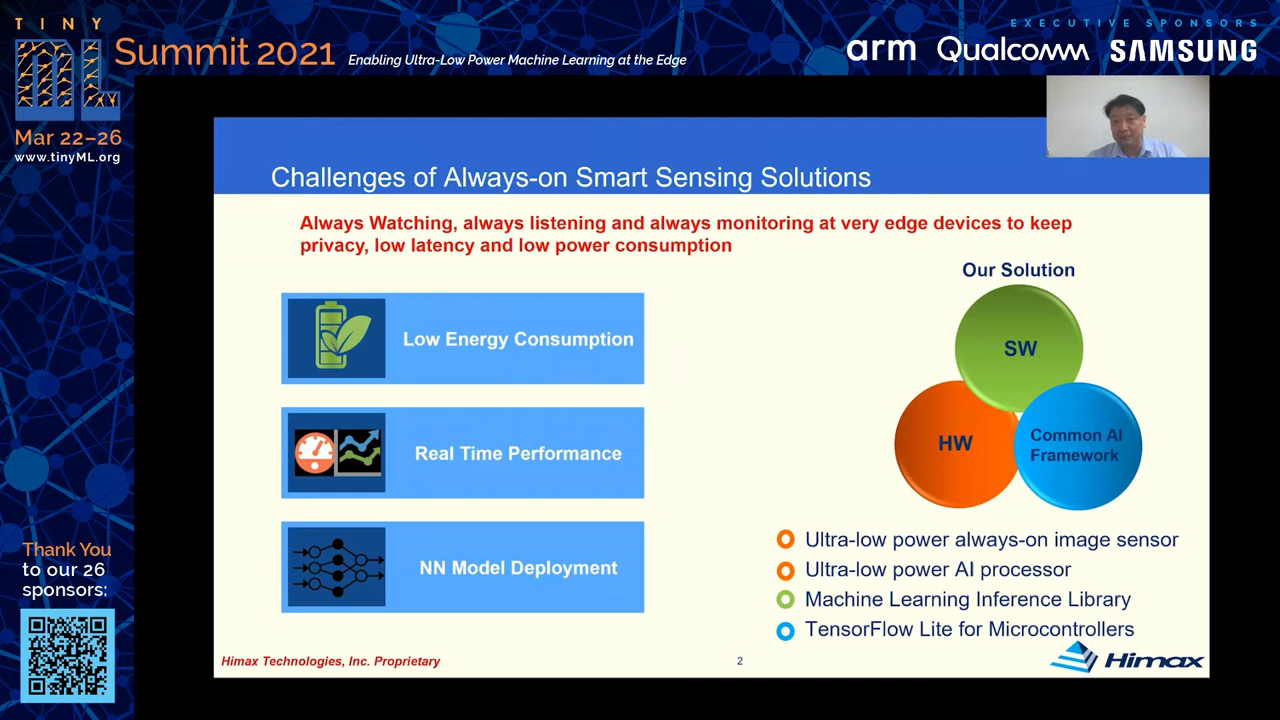 TINY
ML
Summit 2021
Enabling Ultra-Low Power Machine Learning at the Edge
EXECUTIVE SPONSORS
arm Qualcomm SAMSUNG
Mar 22–26
www.tinyML.org
Challenges of Always-on Smart Sensing Solutions
Always Watching, always listening and always monitoring at very edge devices to keep
privacy, low latency and low power consumption
Low Energy Consumption
Real Time Performance
NN Model Deployment
Our Solution
SW
HW
Common AI
Framework
Ultra-low power always-on image sensor
Ultra-low power AI processor
Machine Learning Inference Library
TensorFlow Lite for Microcontrollers
Thank You
to our 26
sponsors:
Himax Technologies, Inc. Proprietary
2
Himax